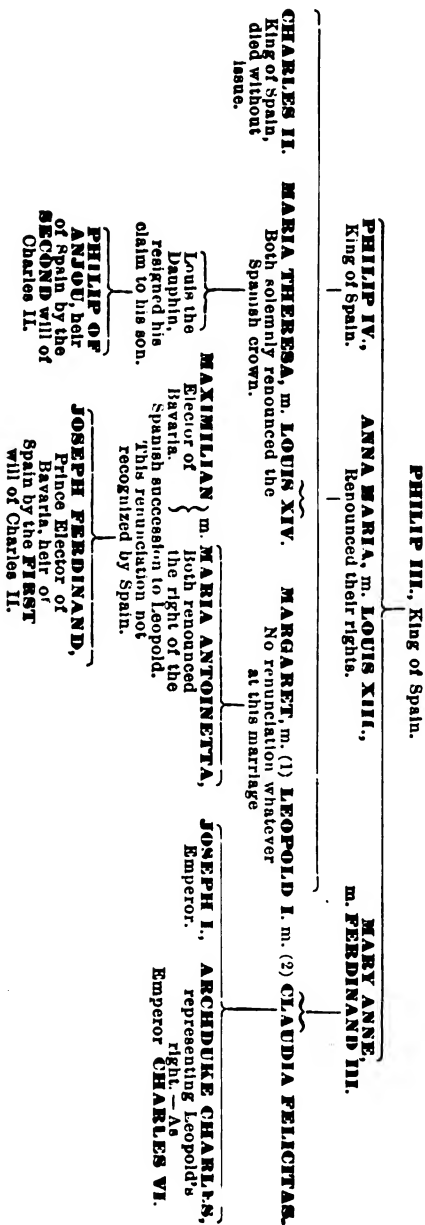 PHILIP III., King of Spain.
PHILIP IV.,
King of Spain.
ANNA MARIA, m. LOUIS XIII.,
Renounced their rights.
MARY ANNE,
m. FERDINAND III.
CHARLES II.
King of Spain,
died without
issue.
MARIA THERESA, m. LOUIS XIV.
Both solemnly renounced the
Spanish crown.
MARGARET, m. (1) LEOPOLD I. m. (2) CLAUDIA FELICITAS.
No renunciation whatever
at this marriage
Louis the
Dauphin,
resigned his
claim to his son.
MAXIMILIAN } m. MARIA ANTOINETTA,
Elector of
Bavaria.
Both renounced
the right of the
Spanish succession to Leopold.
This renunciation not
recognized by Spain.
JOSEPH I.,
Emperor.
ARCHDUKE CHARLES,
representing Leopold's
right.—As
Emperor CHARLES VI.
PHILIP OF
ANJOU, heir
of Spain by the
SECOND will of
Charles II.
JOSEPH FERDINAND,
Prince Elector of
Bavaria, heir of
Spain by the FIRST
will of Charles II.